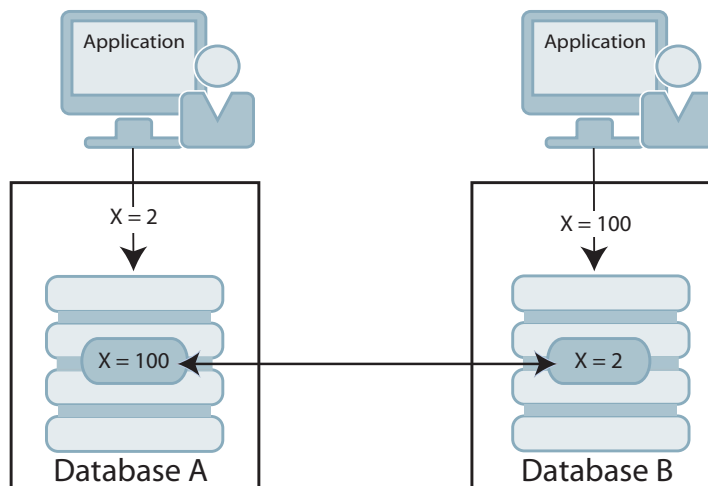 Application
Application
X = 2
X = 100
X = 100
X = 2
Database A
Database B